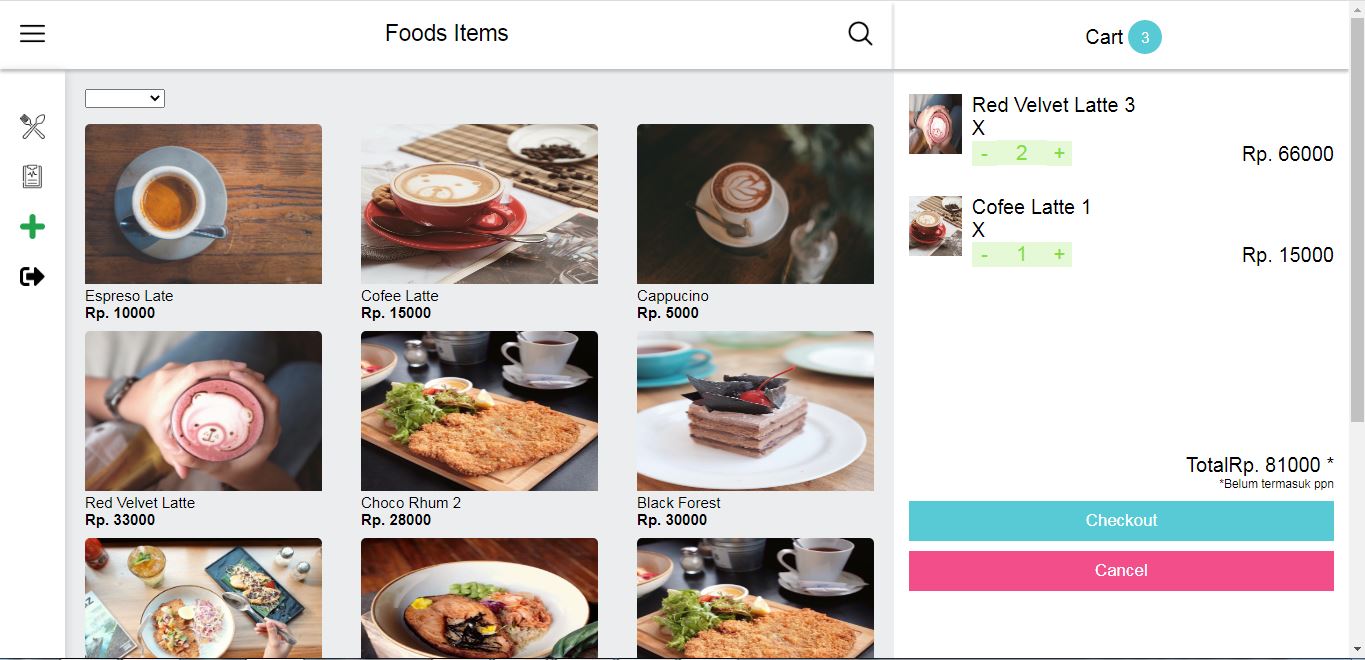 Foods Items
Cart 3
Red Velvet Latte 3
X
- 2 +
Rp. 66000
Cofee Latte 1
X
- 1 +
Rp. 15000
Espreso Late
Rp. 10000
Cofee Latte
Rp. 15000
Cappucino
Rp. 5000
Red Velvet Latte
Rp. 33000
Choco Rhum 2
Rp. 28000
Black Forest
Rp. 30000
TotalRp. 81000 *
*Belum termasuk ppn
Checkout
Cancel